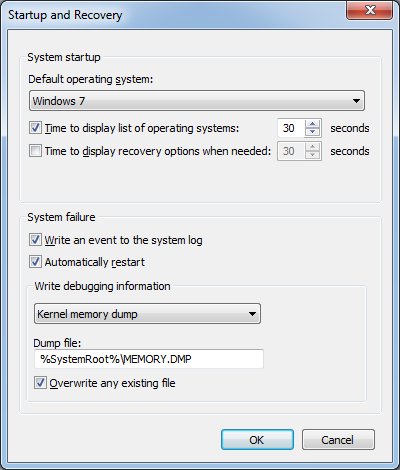 Startup and Recovery
System startup
Default operating system:
Windows 7
Time to display list of operating systems: 30 seconds
Time to display recovery options when needed: 30 seconds
System failure
Write an event to the system log
Automatically restart
Write debugging information
Kernel memory dump
Dump file:
%SystemRoot%\MEMORY.DMP
Overwrite any existing file
OK Cancel